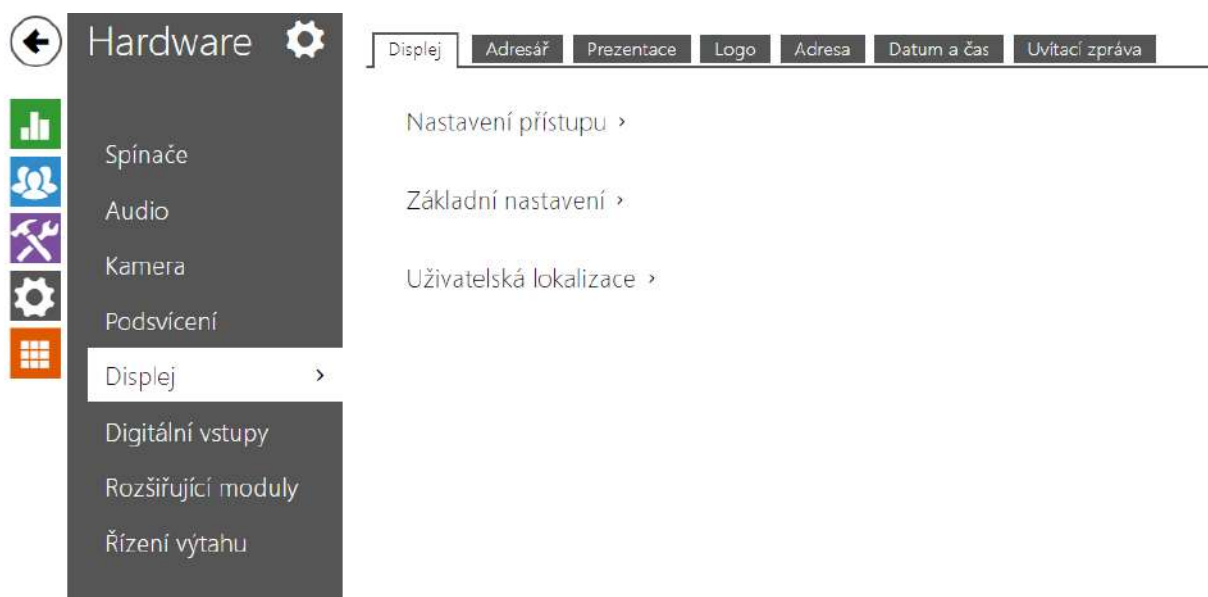 Hardware
Spínače
Audio
Kamera
Podsvícení
Displej
Digitální vstupy
Rozšiřující moduly
Řízení výtahu
Displej Adresář Prezentace Logo Adresa Datum a čas Uvítací zpráva
Nastavení přístupu
Základní nastavení
Uživatelská lokalizace